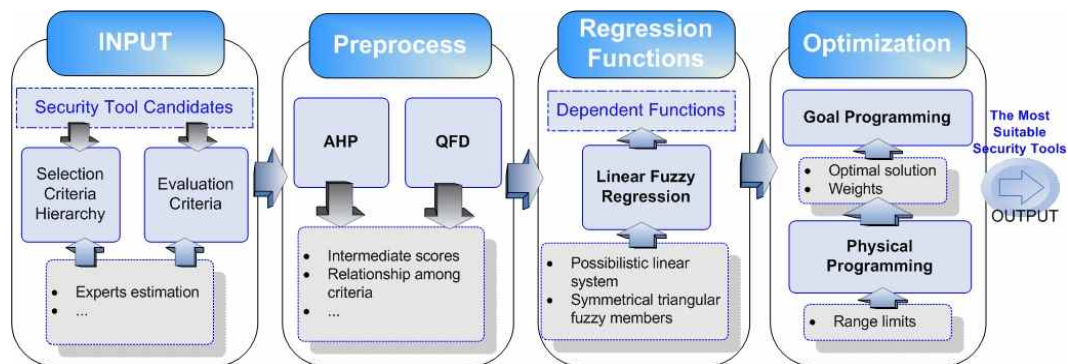 INPUT
Security Tool Candidates
Selection
Criteria
Hierarchy
Evaluation
Criteria
• Experts estimation
• ...
Preprocess
AHP
QFD
• Intermediate scores
• Relationship among
criteria
• ...
Regression
Functions
Dependent Functions
Linear Fuzzy
Regression
• Possibilistic linear
system
• Symmetrical triangular
fuzzy members
Optimization
Goal Programming
• Optimal solution
• Weights
Physical
Programming
• Range limits
The Most
Suitable
Security Tools
OUTPUT